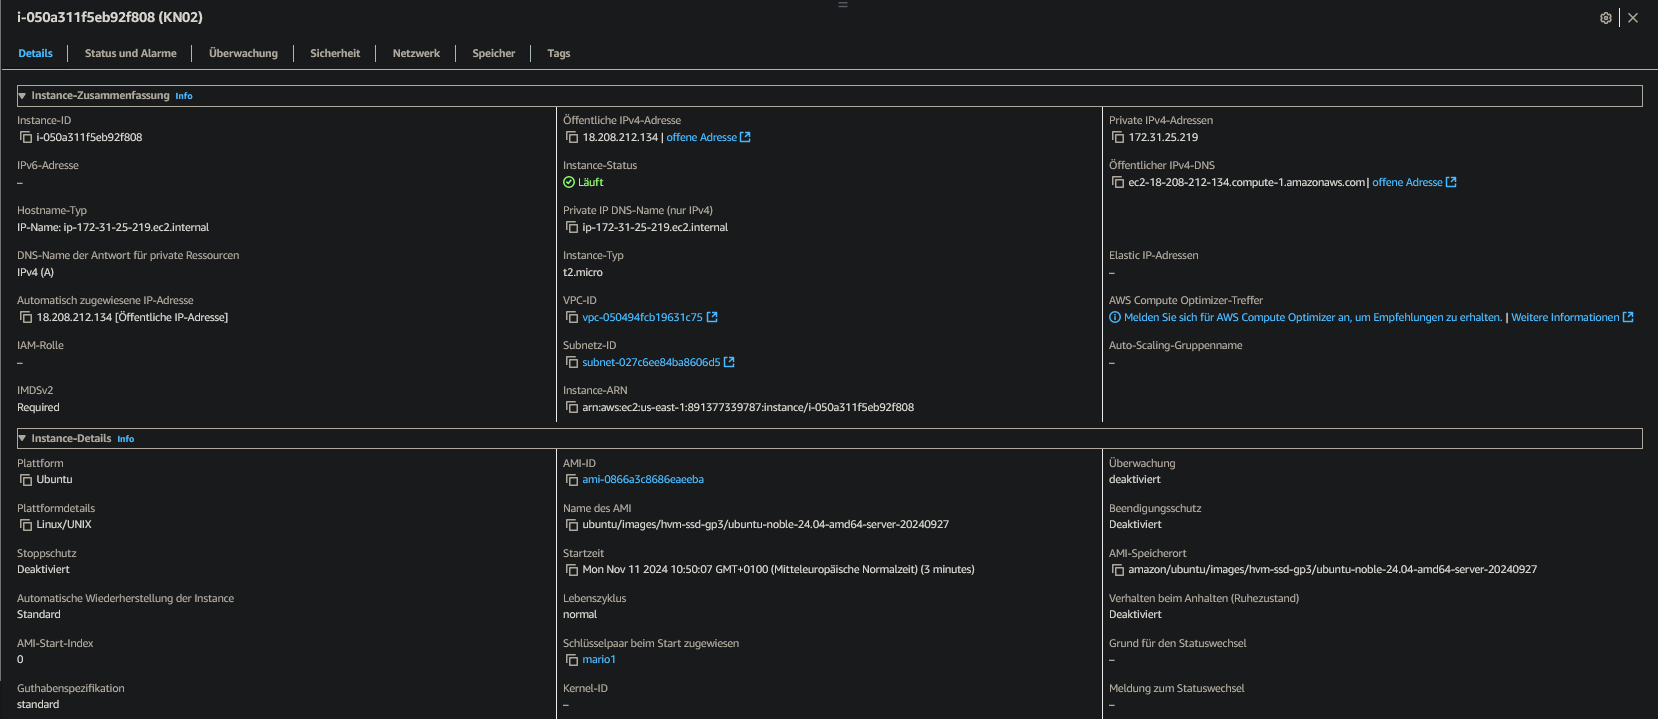 i-050a311f5eb92f808 (KN02)
Details
Status und Alarme
Überwachung
Sicherheit
Netzwerk
Speicher
Tags
Instance-Zusammenfassung Info
Instance-ID
i-050a311f5eb92f808
Öffentliche IPv4-Adresse
18.208.212.134 | offene Adresse
Private IPv4-Adressen
172.31.25.219
IPv6-Adresse
–
Instance-Status
Läuft
Öffentlicher IPv4-DNS
ec2-18-208-212-134.compute-1.amazonaws.com | offene Adresse
Hostname-Typ
IP-Name: ip-172-31-25-219.ec2.internal
Private IP DNS-Name (nur IPv4)
ip-172-31-25-219.ec2.internal
DNS-Name der Antwort für private Ressourcen
IPv4 (A)
Instance-Typ
t2.micro
Elastic IP-Adressen
–
Automatisch zugewiesene IP-Adresse
18.208.212.134 [Öffentliche IP-Adresse]
VPC-ID
vpc-050494fcb19631c75
AWS Compute Optimizer-Treffer
Melden Sie sich für AWS Compute Optimizer an, um Empfehlungen zu erhalten. | Weitere Informationen
IAM-Rolle
–
Subnetz-ID
subnet-027c6ee84ba8606d5
Auto-Scaling-Gruppenname
–
IMDSv2
Required
Instance-ARN
arn:aws:ec2:us-east-1:891377339787:instance/i-050a311f5eb92f808
Instance-Details Info
Plattform
Ubuntu
AMI-ID
ami-0866a3c8686eaeeba
Überwachung
deaktiviert
Plattformdetails
Linux/UNIX
Name des AMI
ubuntu/images/hvm-ssd-gp3/ubuntu-noble-24.04-amd64-server-20240927
Beendigungsschutz
Deaktiviert
Stoppschutz
Deaktiviert
Startzeit
Mon Nov 11 2024 10:50:07 GMT+0100 (Mitteleuropäische Normalzeit) (3 minutes)
AMI-Speicherort
amazon/ubuntu/images/hvm-ssd-gp3/ubuntu-noble-24.04-amd64-server-20240927
Automatische Wiederherstellung der Instance
Standard
Lebenszyklus
normal
Verhalten beim Anhalten (Ruhezustand)
Deaktiviert
AMI-Start-Index
0
Schlüsselpaar beim Start zugewiesen
mario1
Grund für den Statuswechsel
–
Guthabenspezifikation
standard
Kernel-ID
–
Meldung zum Statuswechsel
–